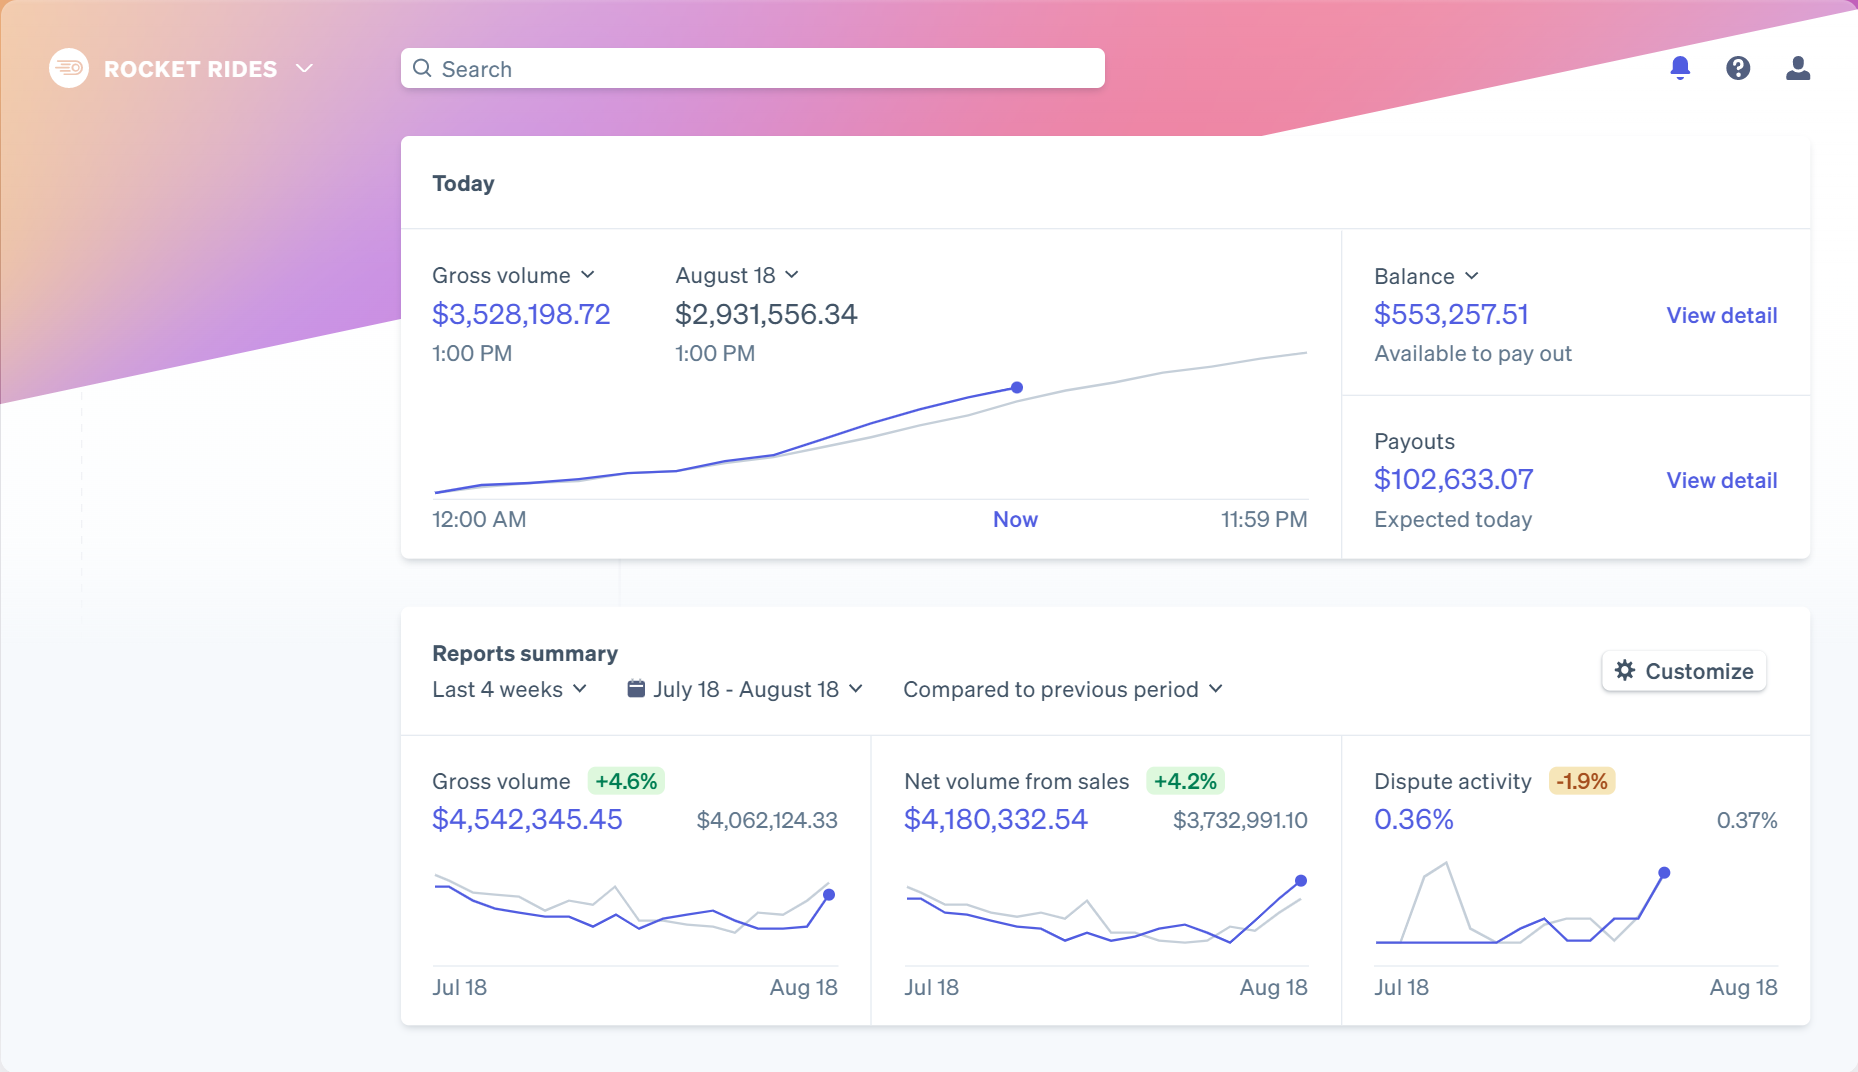 ROCKET RIDES
Search
Today
Gross volume
$3,528,198.72
1:00 PM
August 18
$2,931,556.34
1:00 PM
12:00 AM
Now
11:59 PM
Balance
$553,257.51
View detail
Available to pay out
Payouts
$102,633.07
View detail
Expected today
Reports summary
Last 4 weeks
July 18 - August 18
Compared to previous period
Customize
Gross volume +4.6%
$4,542,345.45 $4,062,124.33
Jul 18 Aug 18
Net volume from sales +4.2%
$4,180,332.54 $3,732,991.10
Jul 18 Aug 18
Dispute activity -1.9%
0.36% 0.37%
Jul 18 Aug 18